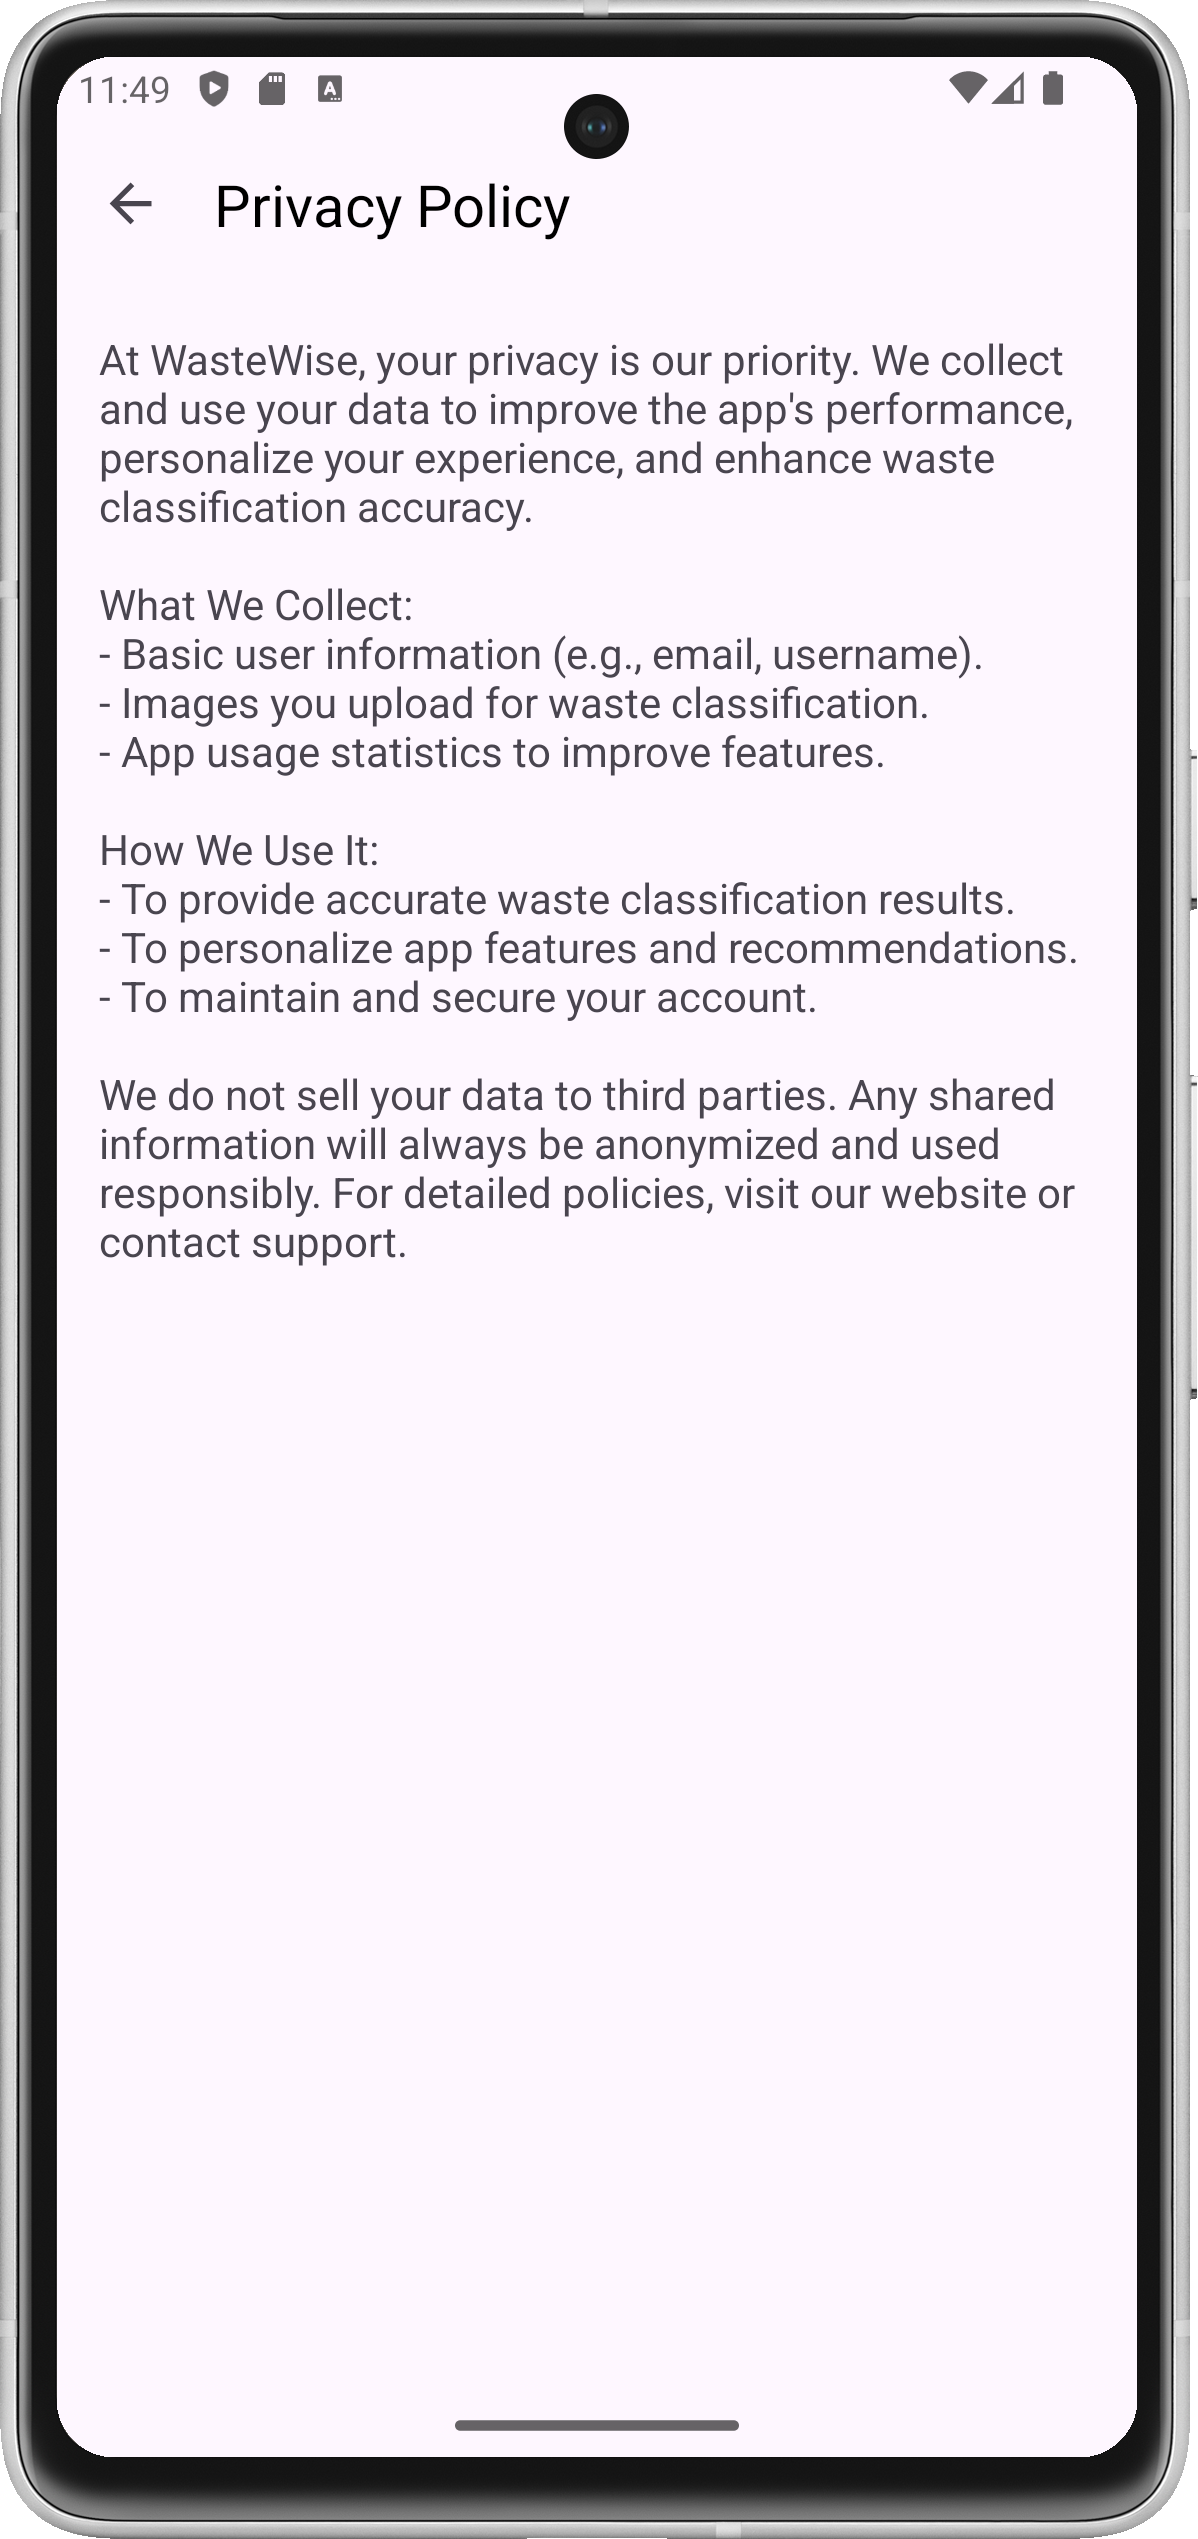 11:49
Privacy Policy
At WasteWise, your privacy is our priority. We collect
and use your data to improve the app's performance,
personalize your experience, and enhance waste
classification accuracy.
What We Collect:
- Basic user information (e.g., email, username).
- Images you upload for waste classification.
- App usage statistics to improve features.
How We Use It:
- To provide accurate waste classification results.
- To personalize app features and recommendations.
- To maintain and secure your account.
We do not sell your data to third parties. Any shared
information will always be anonymized and used
responsibly. For detailed policies, visit our website or
contact support.